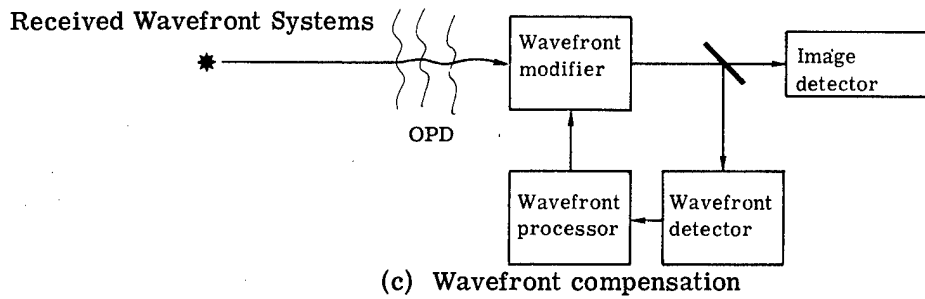 Received Wavefront Systems
Wavefront
modifier
Image
detector
OPD
Wavefront
processor
Wavefront
detector
(c) Wavefront compensation